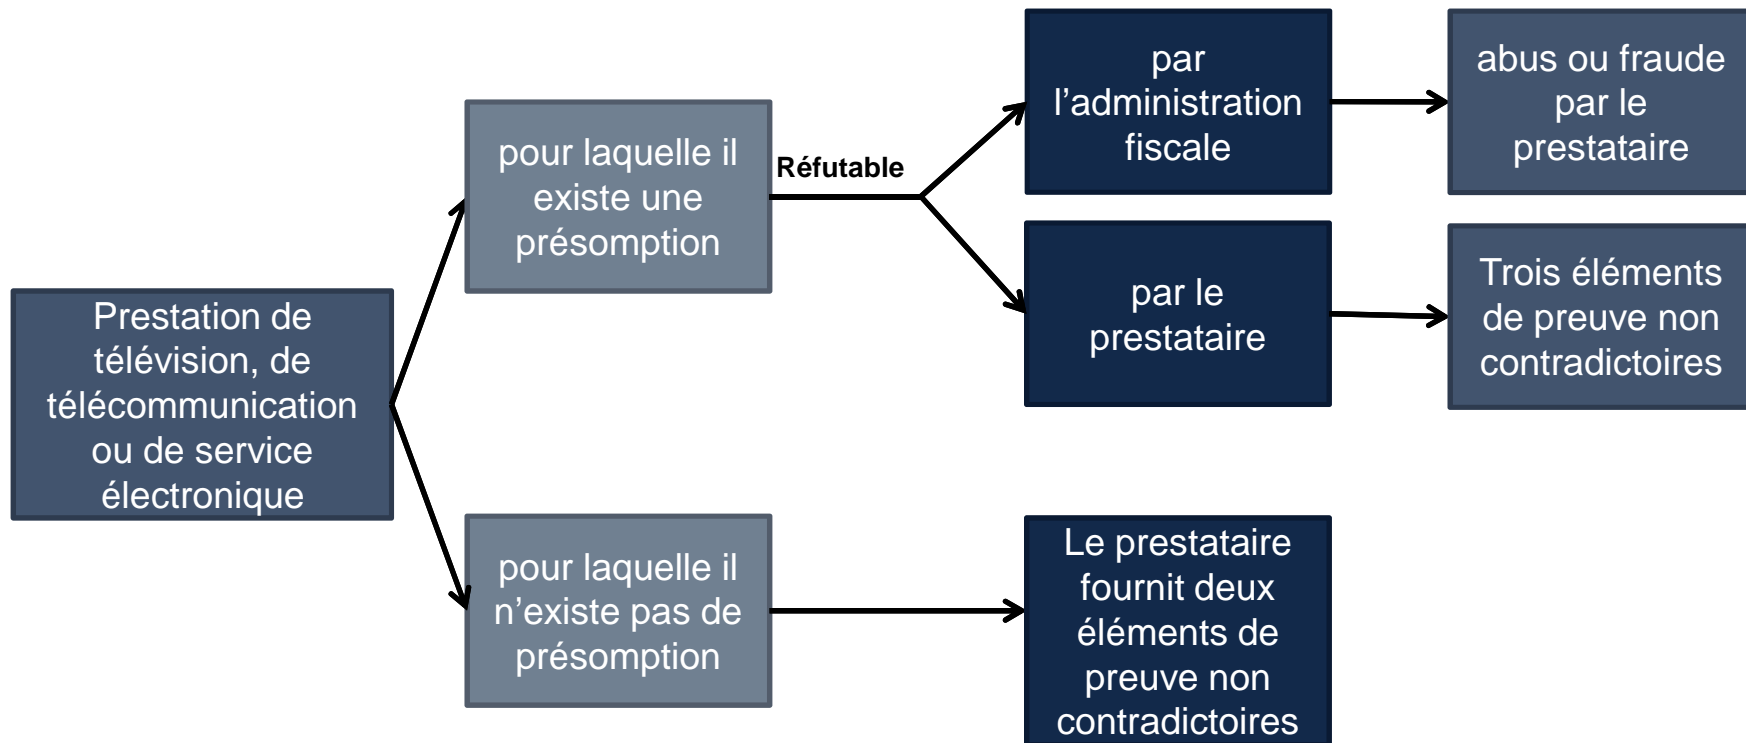 Prestation de
télévision, de
télécommunication
ou de service
électronique
pour laquelle il
existe une
présomption
Réfutable
par
l’administration
fiscale
abus ou fraude
par le
prestataire
par le
prestataire
Trois éléments
de preuve non
contradictoires
pour laquelle il
n’existe pas de
présomption
Le prestataire
fournit deux
éléments de
preuve non
contradictoires